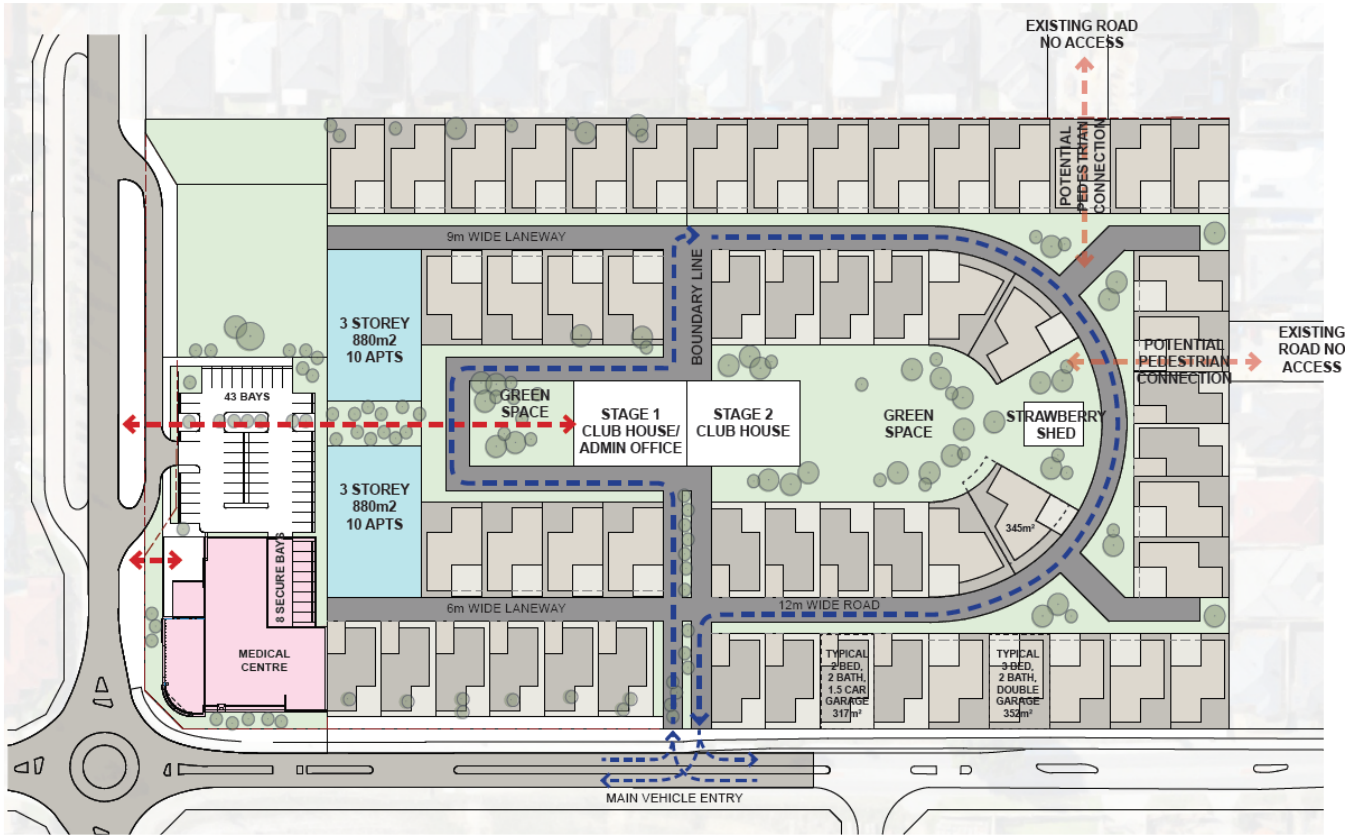 EXISTING ROAD
NO ACCESS
POTENTIAL
PEDESTRIAN
CONNECTION
9m WIDE LANEWAY
BOUNDARY LINE
3 STOREY
880m2
10 APTS
EXISTING
ROAD NO
ACCESS
POTENTIAL
PEDESTRIAN
CONNECTION
43 BAYS
GREEN
SPACE
STAGE 1
CLUB HOUSE/
ADMIN OFFICE
STAGE 2
CLUB HOUSE
GREEN
SPACE
STRAWBERRY
SHED
3 STOREY
880m2
10 APTS
345m²
8 SECURE BAYS
6m WIDE LANEWAY
12m WIDE ROAD
MEDICAL
CENTRE
TYPICAL
2 BED,
2 BATH,
1.5 CAR
GARAGE
317m²
TYPICAL
3 BED,
2 BATH,
DOUBLE
GARAGE
352m²
MAIN VEHICLE ENTRY